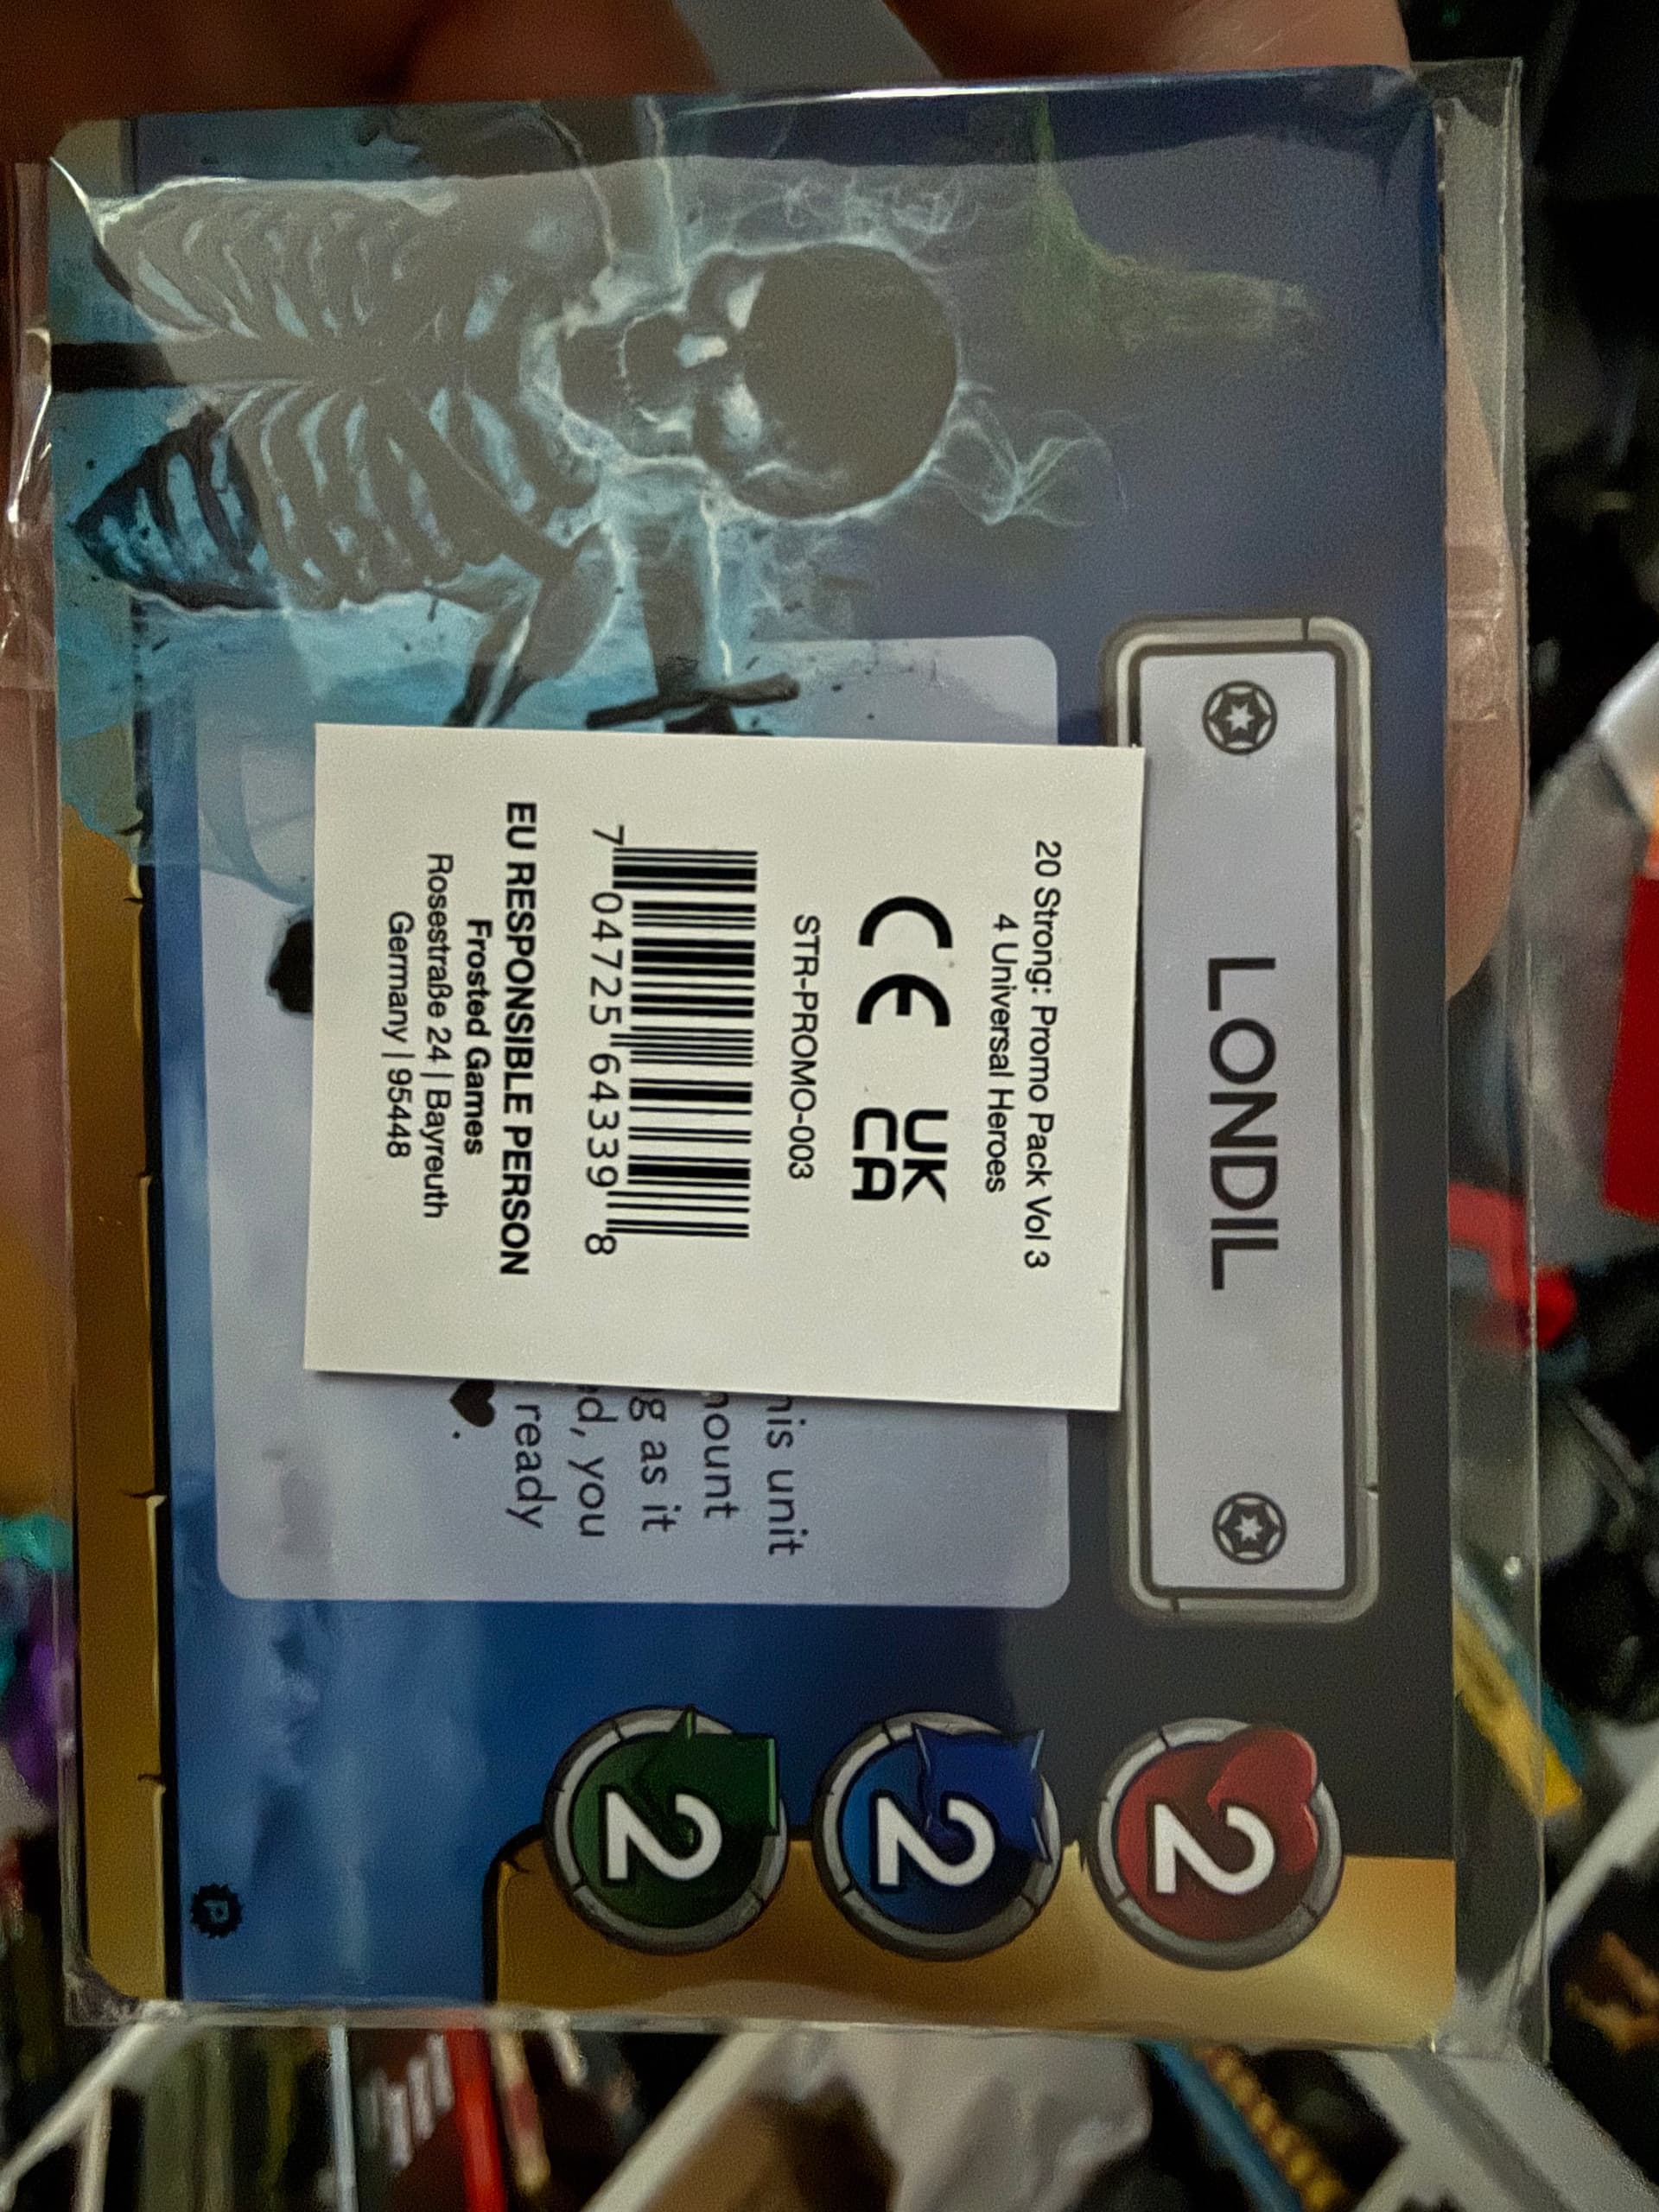 LONDIL
20 Strong: Promo Pack Vol 3
4 Universal Heroes
CE UK
CA
STR-PROMO-003
7 04725 64339 8
EU RESPONSIBLE PERSON
Frosted Games
Rosestraße 24 | Bayreuth
Germany | 95448
unit
as it
you
ready
2
2
2
P